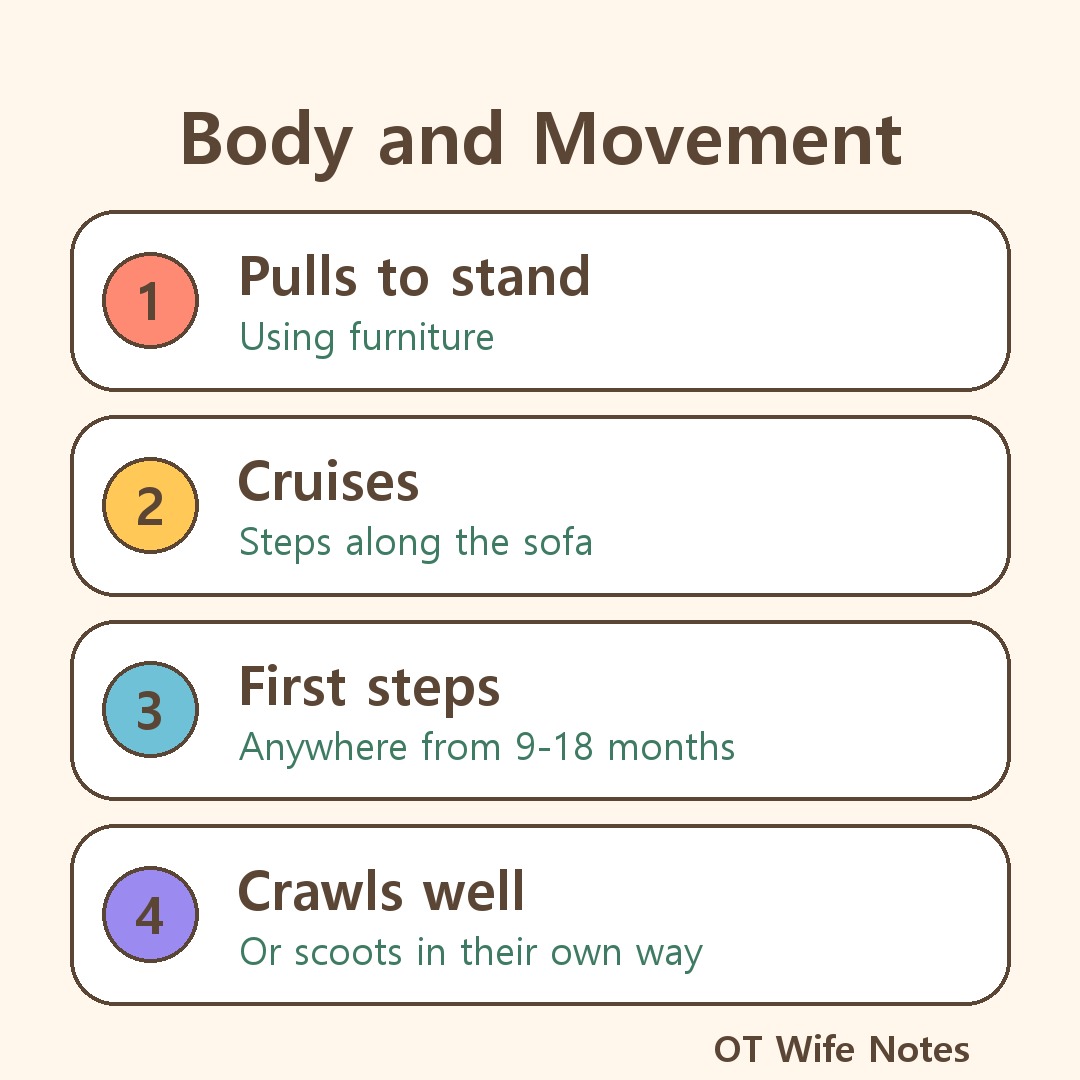 Body and Movement
1
Pulls to stand
Using furniture
2
Cruises
Steps along the sofa
3
First steps
Anywhere from 9-18 months
4
Crawls well
Or scoots in their own way
OT Wife Notes